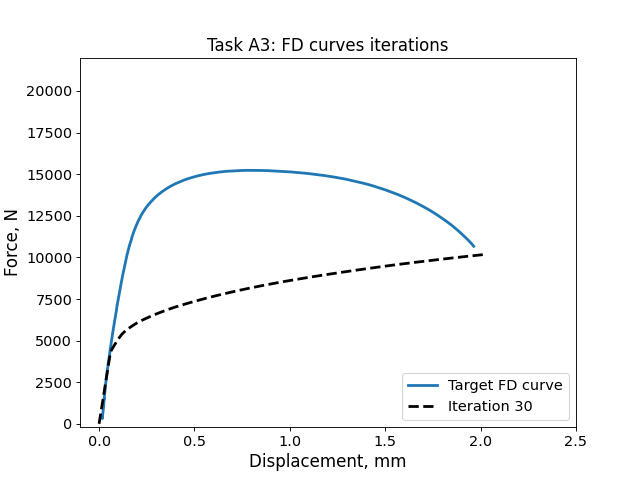 Task A3: FD curves iterations
Force, N
20000
17500
15000
12500
10000
7500
5000
2500
0
0.0 0.5 1.0 1.5 2.0 2.5
Displacement, mm
Target FD curve
Iteration 30